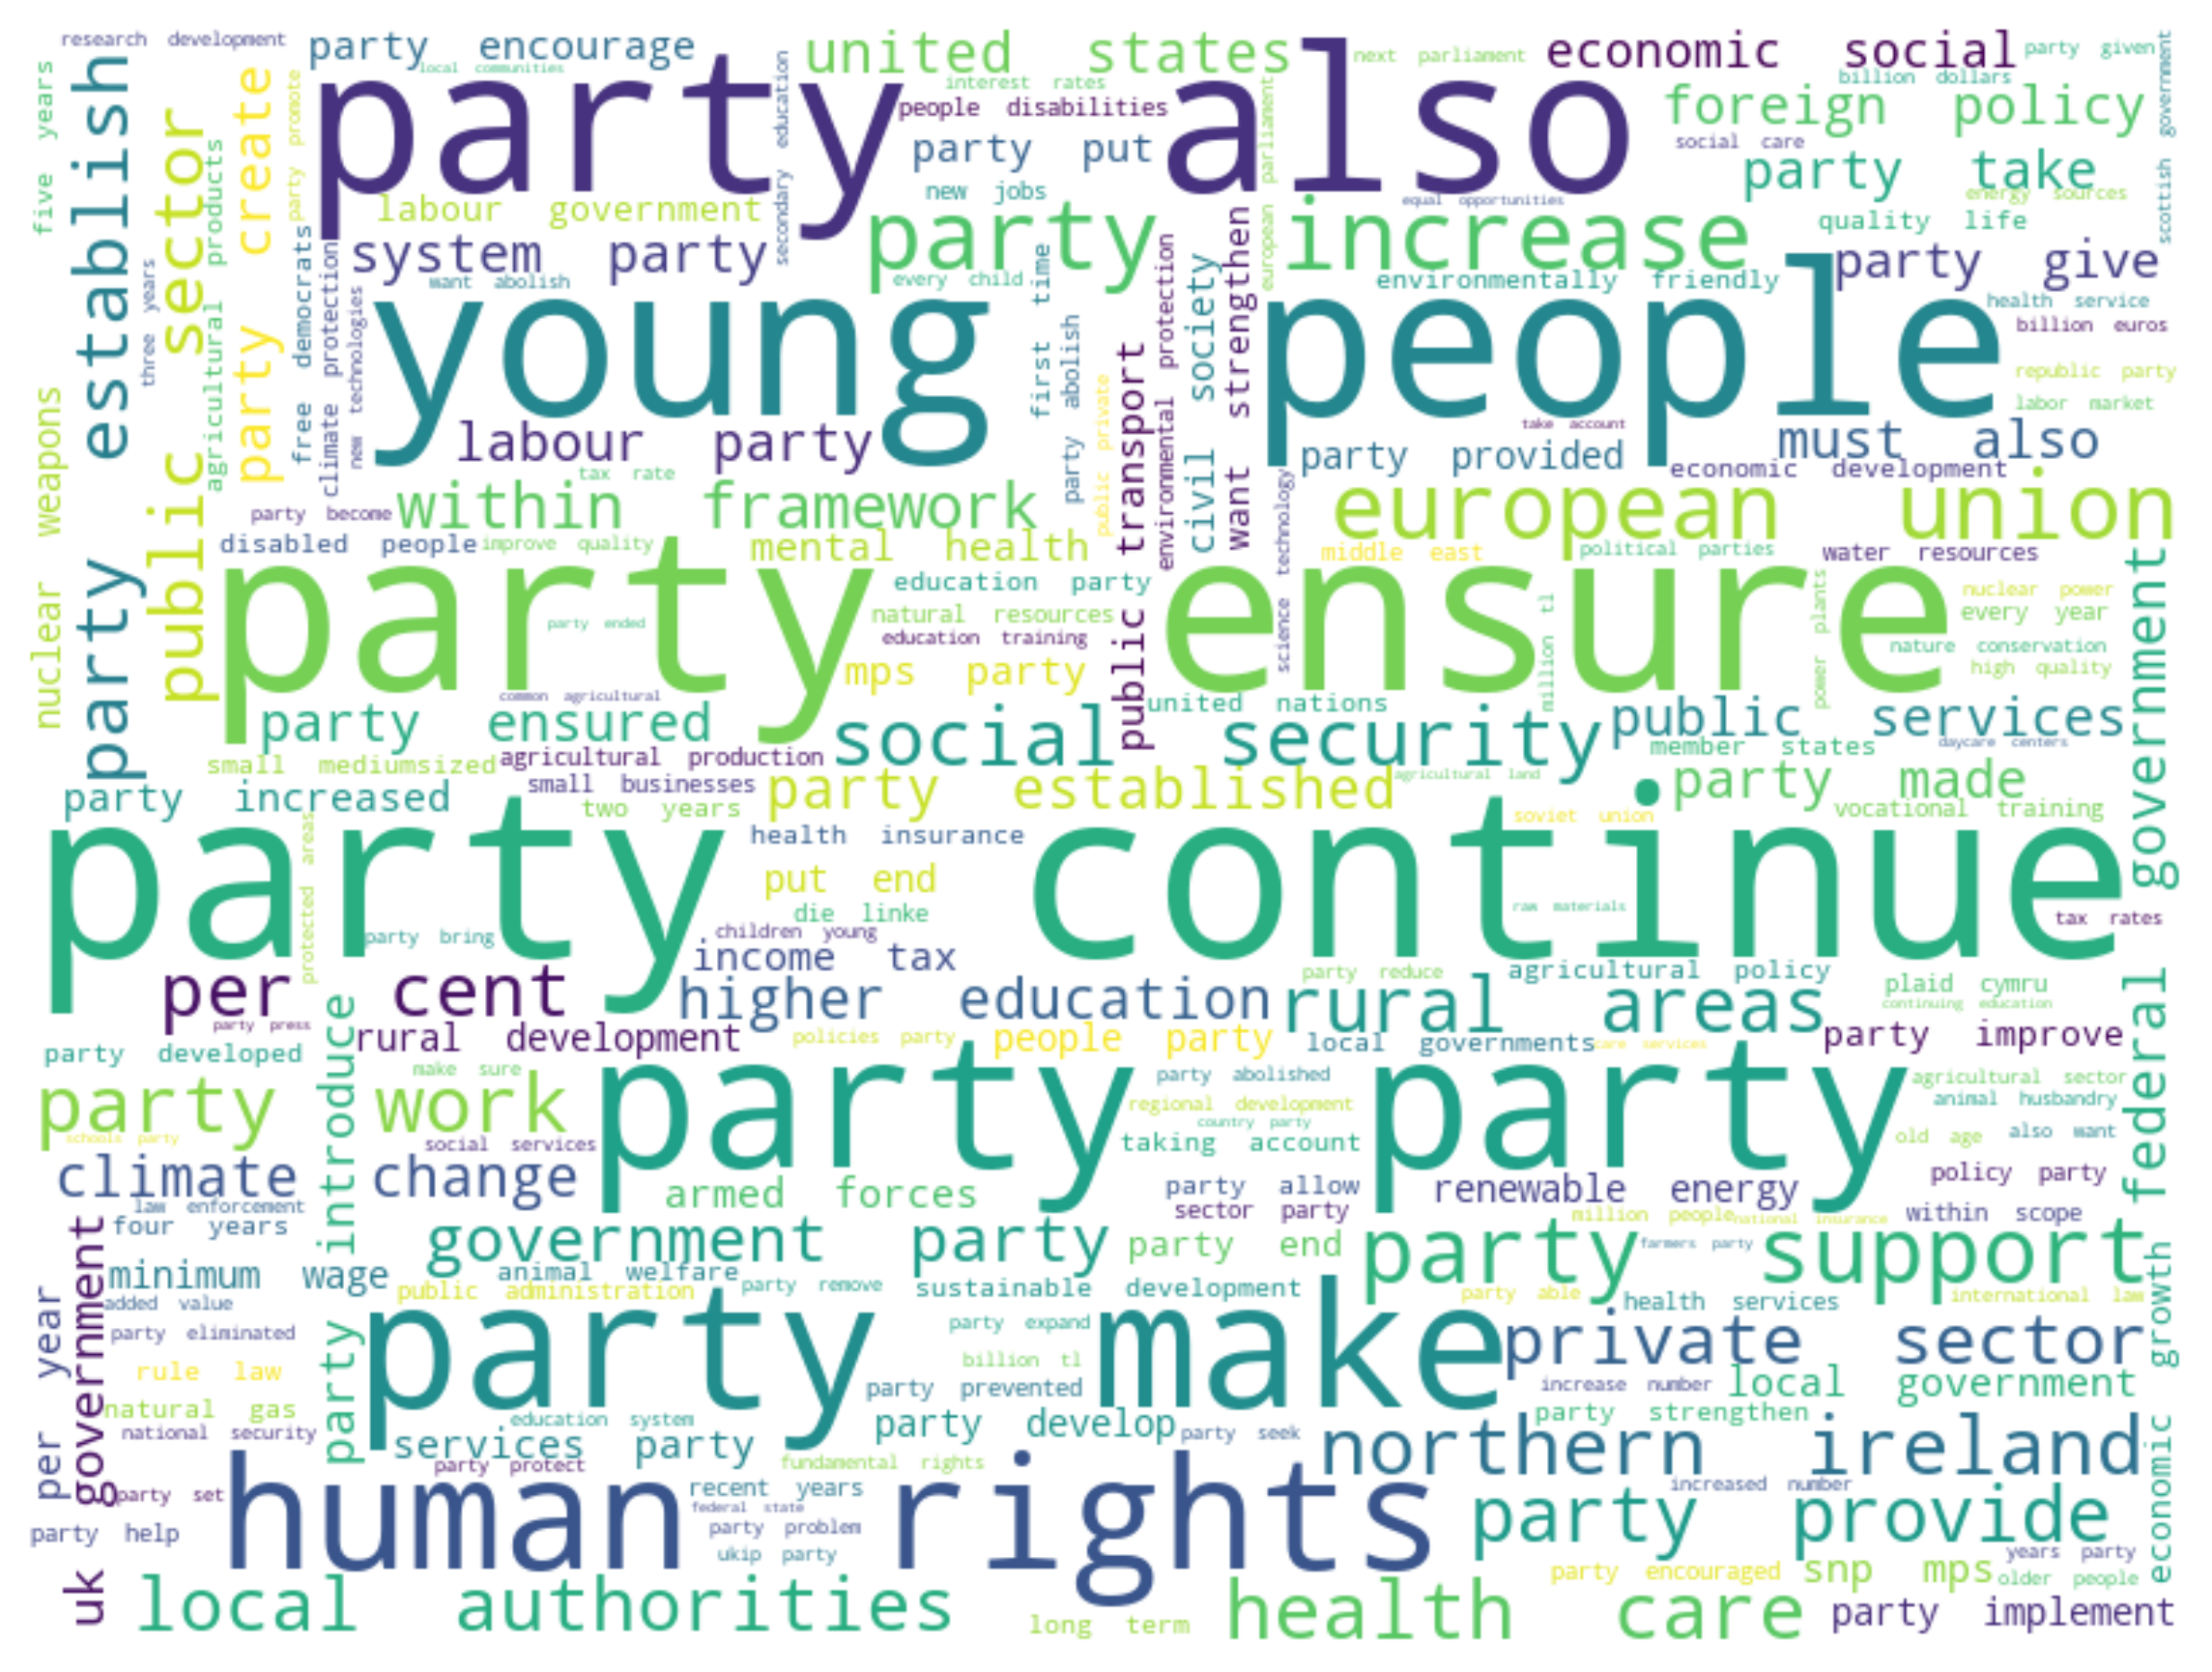 research development
party encourage
local communities
united states
next parliament
economic social
party given
billion dollars
interest rates
people disabilities
party also
foreign policy
social care
party put
party take
five years
party establish
public sector
party create
party promote
secondary education
european parliament
scottish government
agricultural products
labour government
new jobs
equal opportunities
energy sources
quality life
system party
party increase
party give
want abolish
every child
environmentally friendly
health service
billion euros
three years
free democrats
climate protection
new technologies
young people
first time
party abolish
public private
public transport
environmental protection
civil society
want strengthen
republic party
labor market
take account
labour party
party provided
must also
economic development
nuclear weapons
tax rate
within framework
european union
party become
disabled people
improve quality
mental health
middle east
political parties
water resources
science technology
education party
nuclear power
every year
natural resources
party ended
party ensure
education training
million tl
power plants
nature conservation
high quality
mps party
common agricultural
united nations
party ensured
social security
public services
member states
daycare centers
federal government
small mediumsized
agricultural production
small businesses
party established
agricultural land
party made
party increased
two years
soviet union
vocational training
health insurance
protected areas
party continue
put end
die linke
raw materials
tax rates
party bring
children young
income tax
party reduce
agricultural policy
per cent
higher education
rural areas
plaid cymru
continuing education
party press
rural development
policies party
people party
local governments
care services
party improve
party developed
make sure
party introduce
party party
party abolished
agricultural sector
party work
regional development
animal husbandry
country party
schools party
social services
taking account
old age
also want
climate change
armed forces
party allow
renewable energy
policy party
law enforcement
sector party
four years
million people
national insurance
within scope
uk government
government party
party end
farmers party
party support
minimum wage
animal welfare
public administration
party remove
sustainable development
party able
health services
international law
economic growth
per year
added value
party eliminated
party make
party expand
private sector
rule law
billion tl
party prevented
increase number
local government
natural gas
education system
party strengthen
national security
services party
party develop
party seek
northern ireland
party protect
fundamental rights
human rights
recent years
increased number
party set
federal state
party provide
party help
party problem
ukip party
years party
party encouraged
snp mps
older people
local authorities
long term
health care
party implement